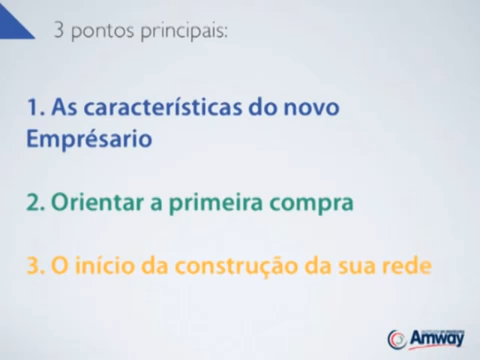 3 pontos principais:
1. As características do novo
Emprésario
2. Orientar a primeira compra
3. O início da construção da sua rede
Amway